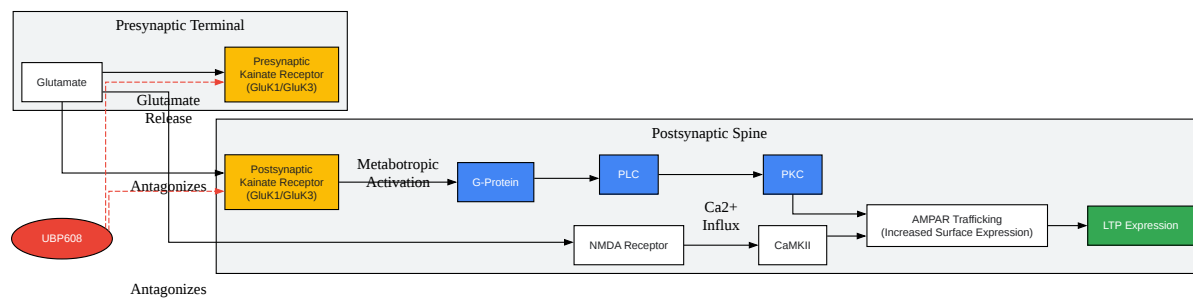 Presynaptic Terminal
Glutamate
Presynaptic
Kainate Receptor
(GluK1/GluK3)
Glutamate
Release
Postsynaptic Spine
Postsynaptic
Kainate Receptor
(GluK1/GluK3)
Metabotropic
Activation
G-Protein
PLC
PKC
Antagonizes
Ca2+
Influx
AMPAR Trafficking
(Increased Surface Expression)
LTP Expression
UBP608
NMDA Receptor
CaMKII
Antagonizes